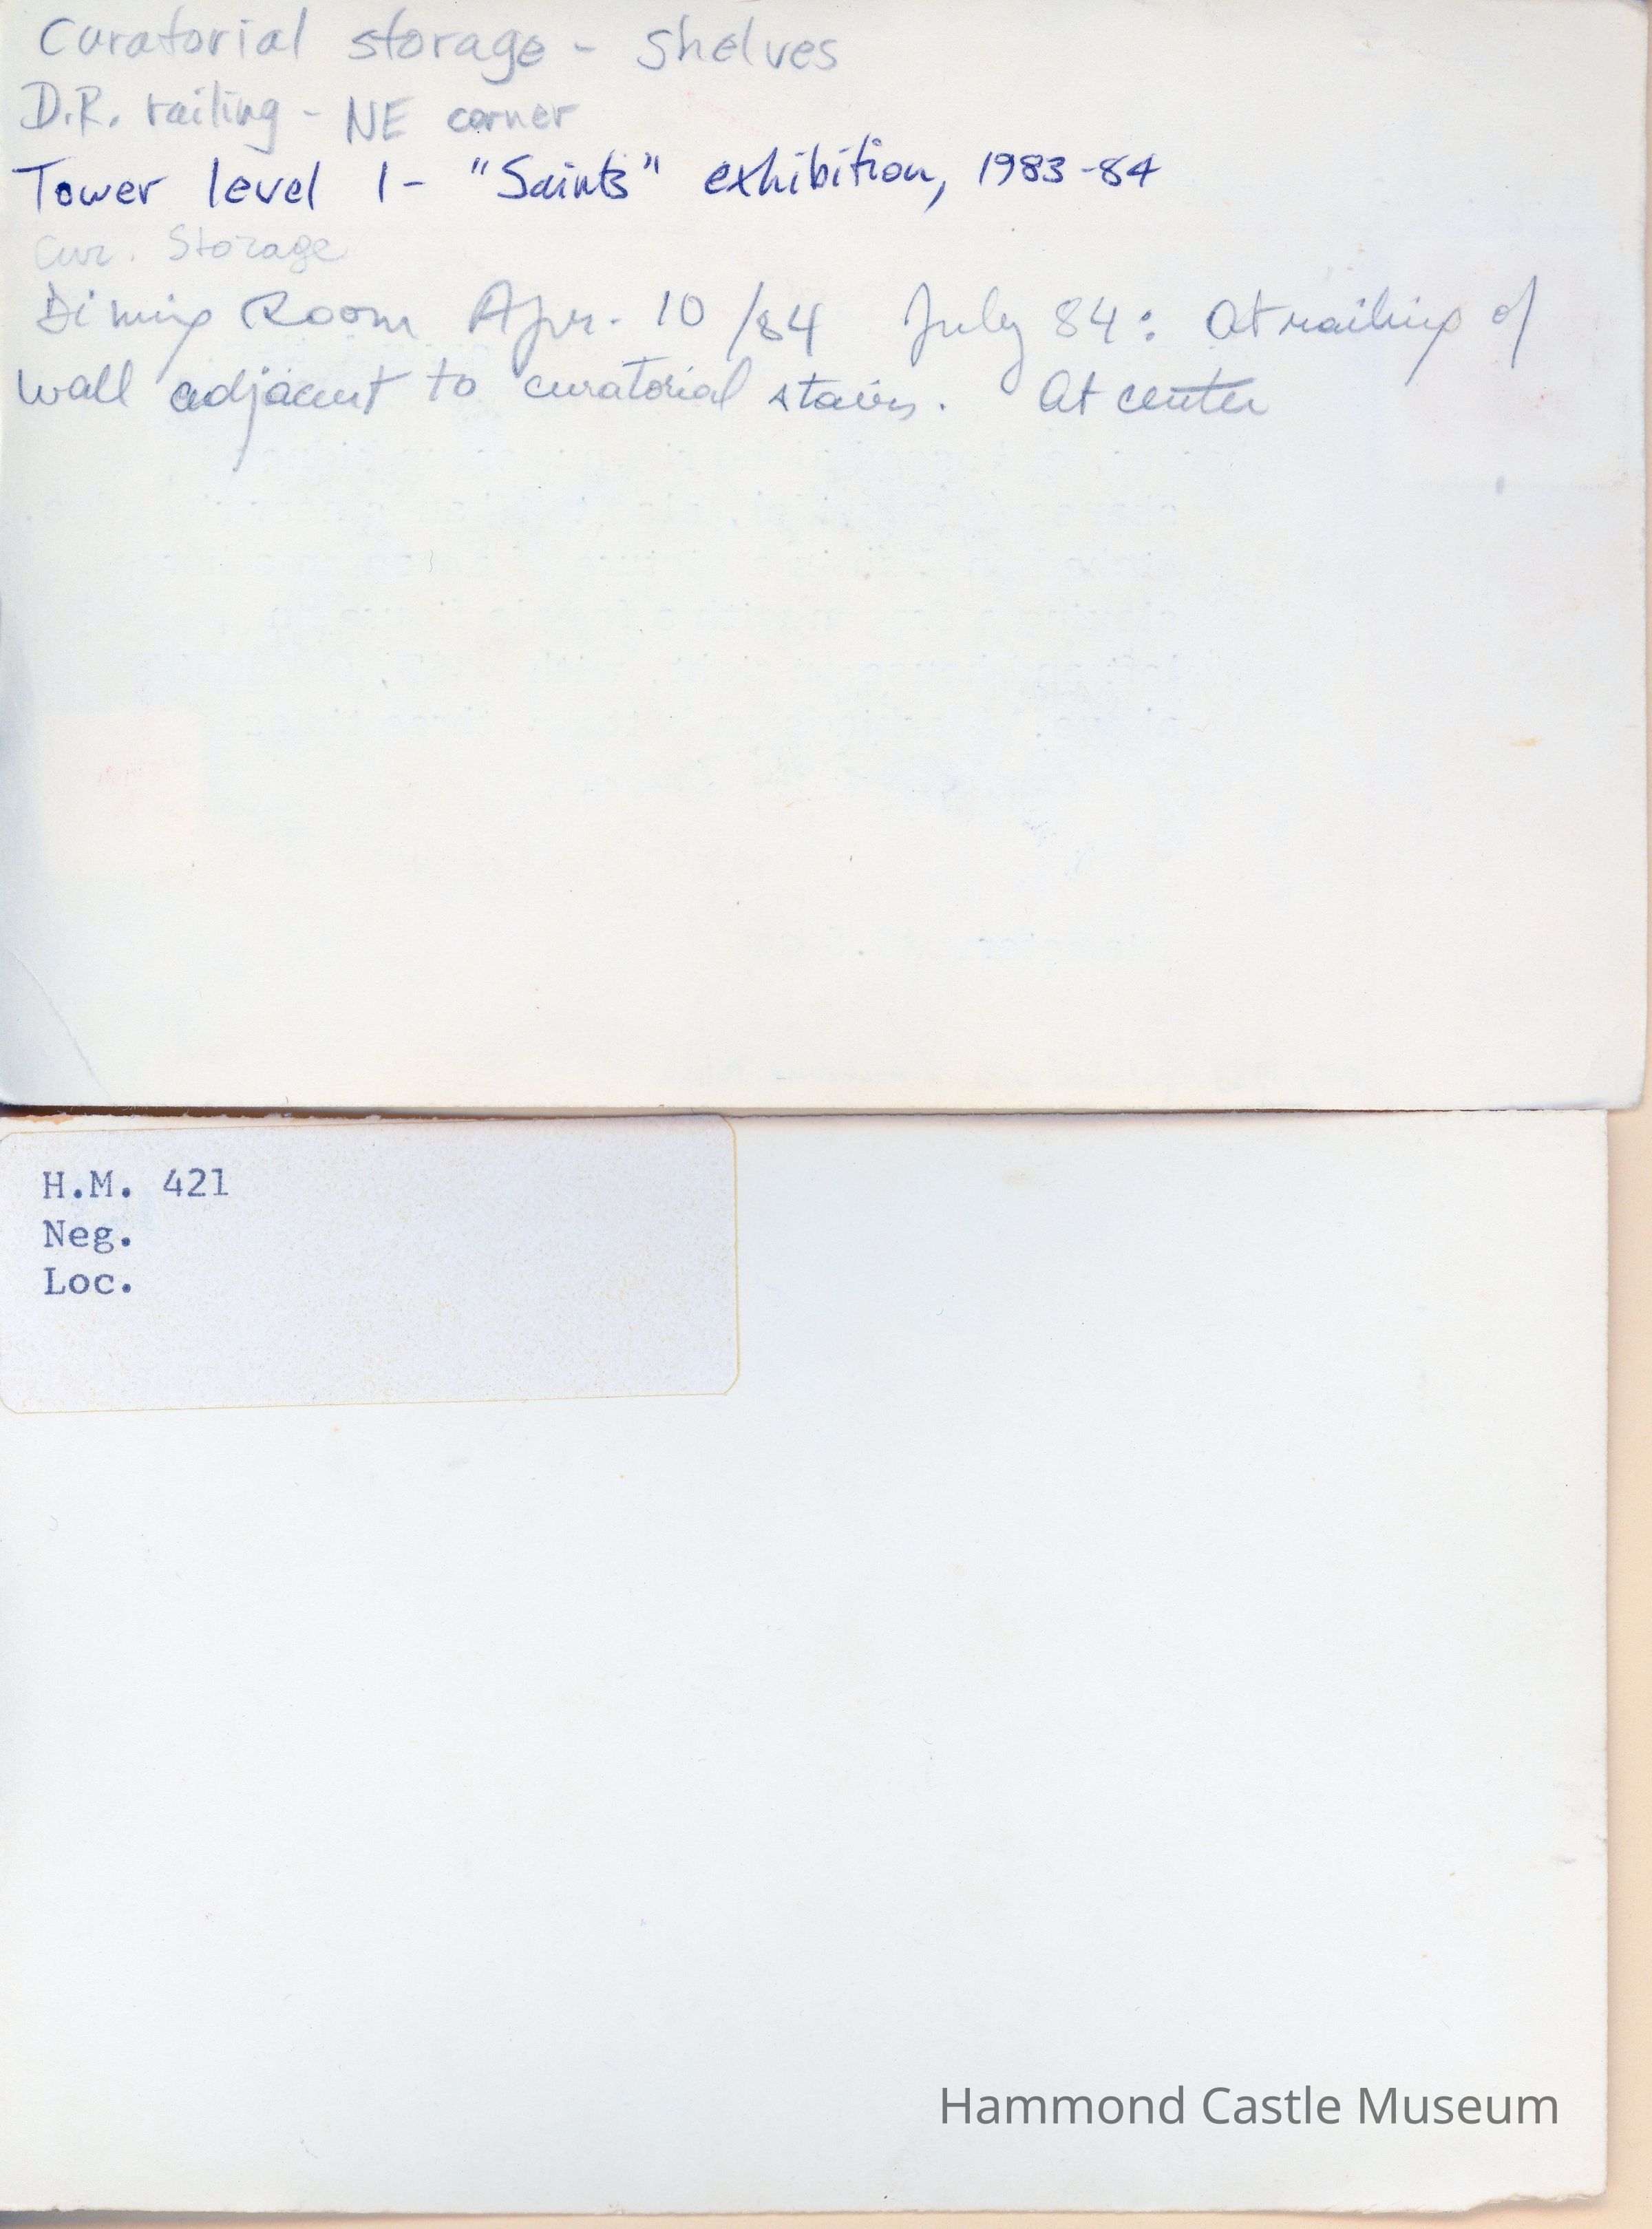 Curatorial storage - shelves
D.R. railing - NE corner
Tower level 1 - "Saints" exhibition, 1983-84
Cur. Storage
Dining Room Apr. 10/84 July 84: At railing of
wall adjacent to curatorial stairs. At center
H.M. 421
Neg.
Loc.
Hammond Castle Museum